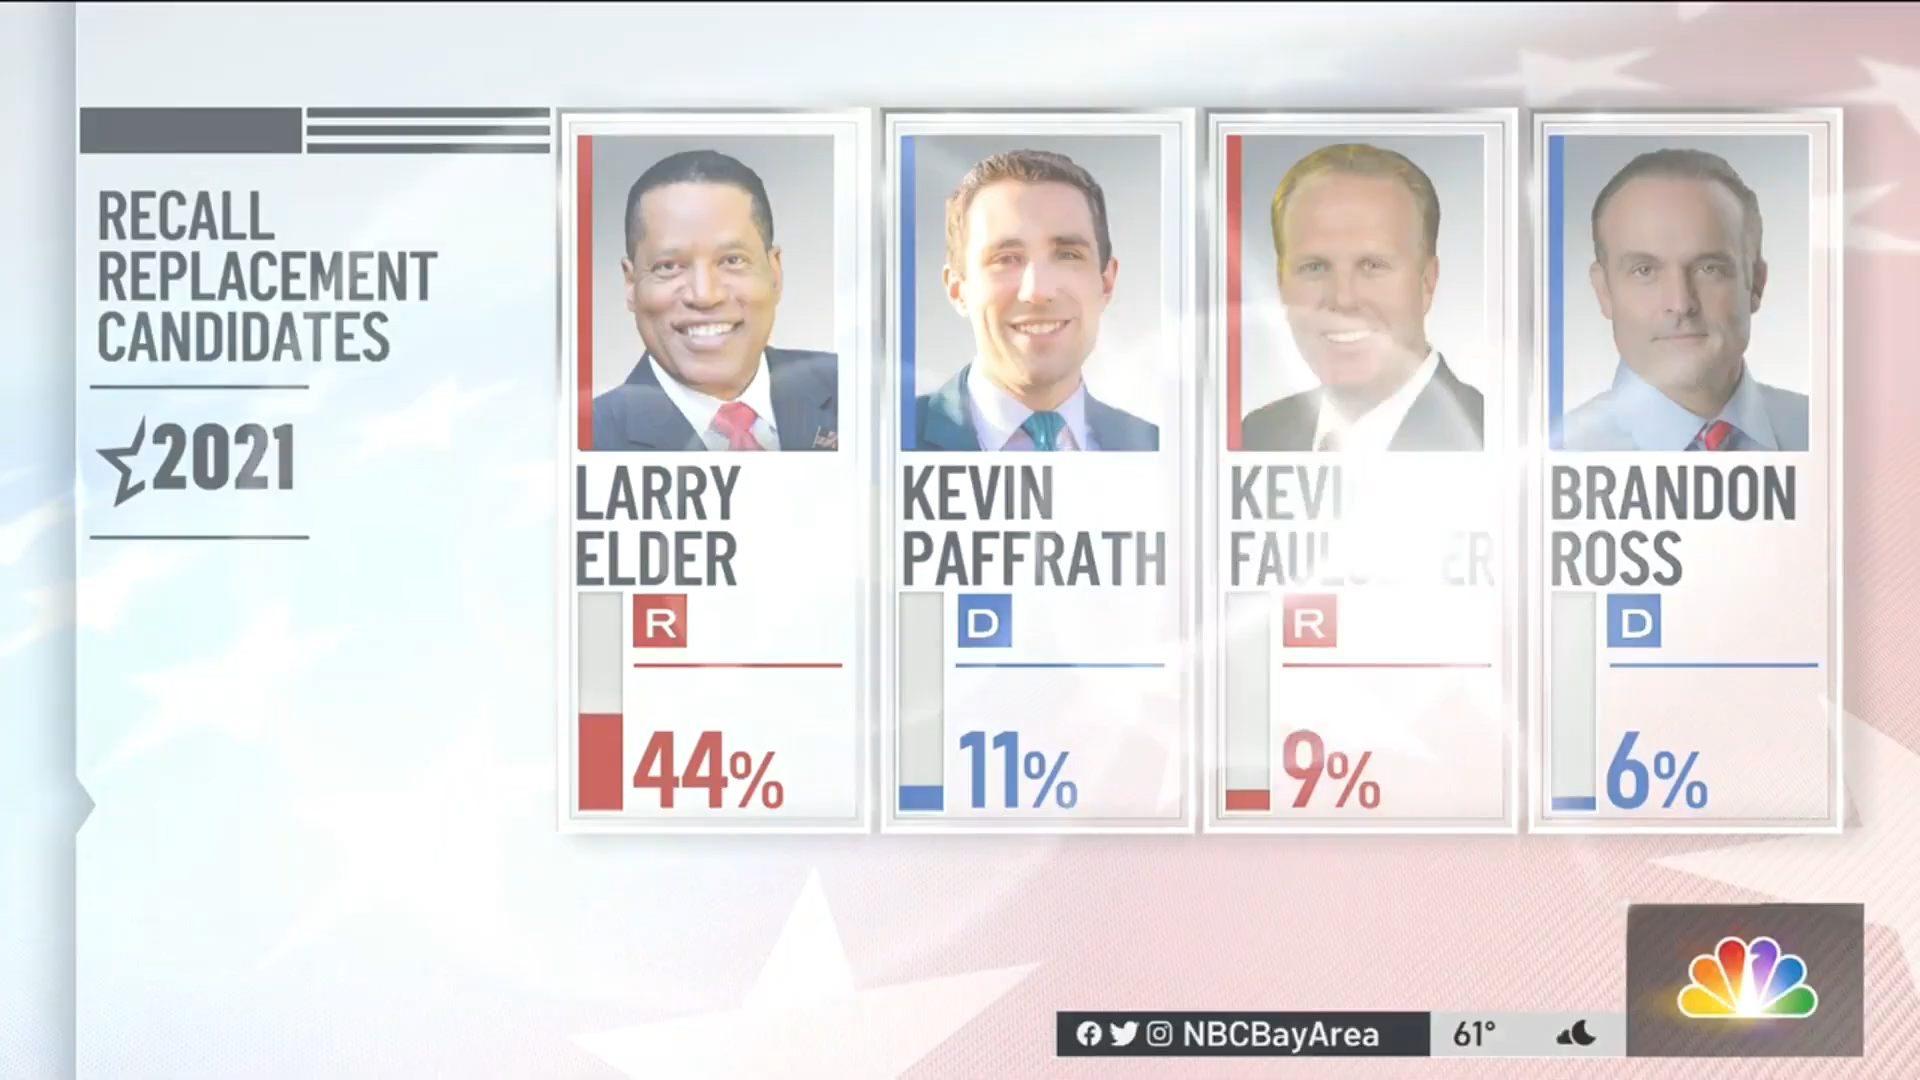 RECALL
REPLACEMENT
CANDIDATES
2021
LARRY
ELDER
R
44%
KEVIN
PAFFRATH
D
11%
R
9%
BRANDON
ROSS
D
6%
NBCBayArea
61°